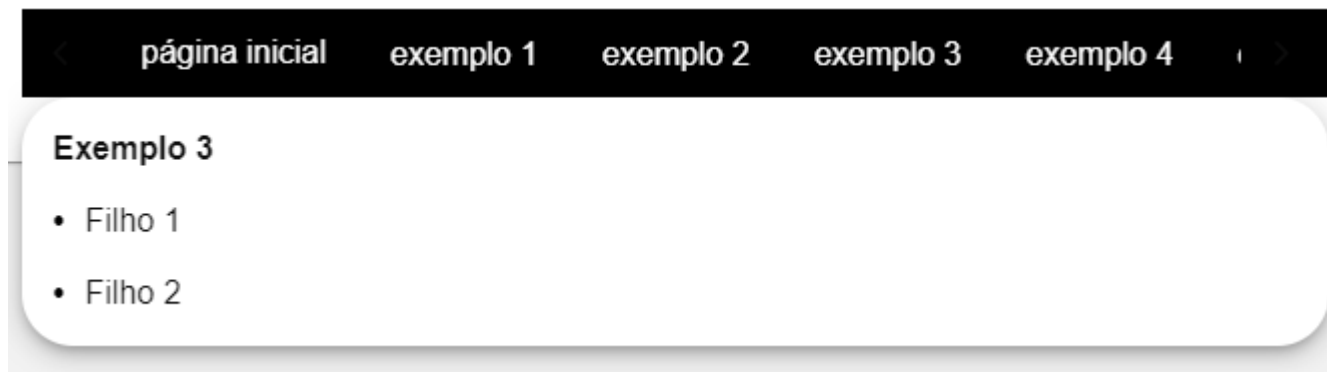 página inicial exemplo 1 exemplo 2 exemplo 3 exemplo 4
Exemplo 3
• Filho 1
• Filho 2